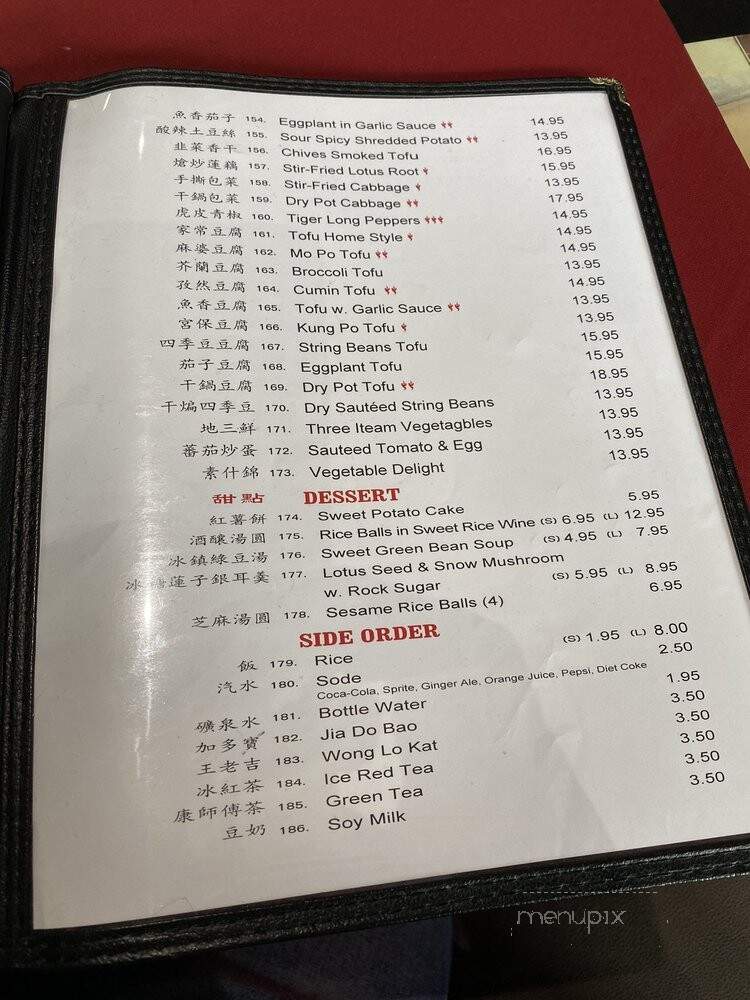 魚香茄子 154. Eggplant in Garlic Sauce 14.95
酸辣土豆絲 155. Sour Spicy Shredded Potato 13.95
韭菜香干 156. Chives Smoked Tofu 16.95
熗炒蓮藕 157. Stir-Fried Lotus Root 15.95
手撕包菜 158. Stir-Fried Cabbage 13.95
干鍋包菜 159. Dry Pot Cabbage 17.95
虎皮青椒 160. Tiger Long Peppers 14.95
家常豆腐 161. Tofu Home Style 14.95
麻婆豆腐 162. Mo Po Tofu 14.95
芥蘭豆腐 163. Broccoli Tofu 13.95
孜然豆腐 164. Cumin Tofu 14.95
魚香豆腐 165. Tofu w. Garlic Sauce 13.95
宮保豆腐 166. Kung Po Tofu 13.95
四季豆豆腐 167. String Beans Tofu 15.95
茄子豆腐 168. Eggplant Tofu 15.95
干鍋豆腐 169. Dry Pot Tofu 18.95
干煸四季豆 170. Dry Sautéed String Beans 13.95
地三鮮 171. Three Iteam Vegetagbles 13.95
蕃茄炒蛋 172. Sauteed Tomato & Egg 13.95
素什錦 173. Vegetable Delight 13.95
甜點 DESSERT
紅薯餅 174. Sweet Potato Cake 5.95
酒釀湯圓 175. Rice Balls in Sweet Rice Wine (S) 6.95 (L) 12.95
冰鎮綠豆湯 176. Sweet Green Bean Soup (S) 4.95 (L) 7.95
冰糖蓮子銀耳羹 177. Lotus Seed & Snow Mushroom
w. Rock Sugar (S) 5.95 (L) 8.95
芝麻湯圓 178. Sesame Rice Balls (4) 6.95
SIDE ORDER
飯 179. Rice (S) 1.95 (L) 8.00
汽水 180. Sode 2.50
Coca-Cola, Sprite, Ginger Ale, Orange Juice, Pepsi, Diet Coke
礦泉水 181. Bottle Water 1.95
加多寶 182. Jia Do Bao 3.50
王老吉 183. Wong Lo Kat 3.50
冰紅茶 184. Ice Red Tea 3.50
康師傅茶 185. Green Tea 3.50
豆奶 186. Soy Milk 3.50
menupix